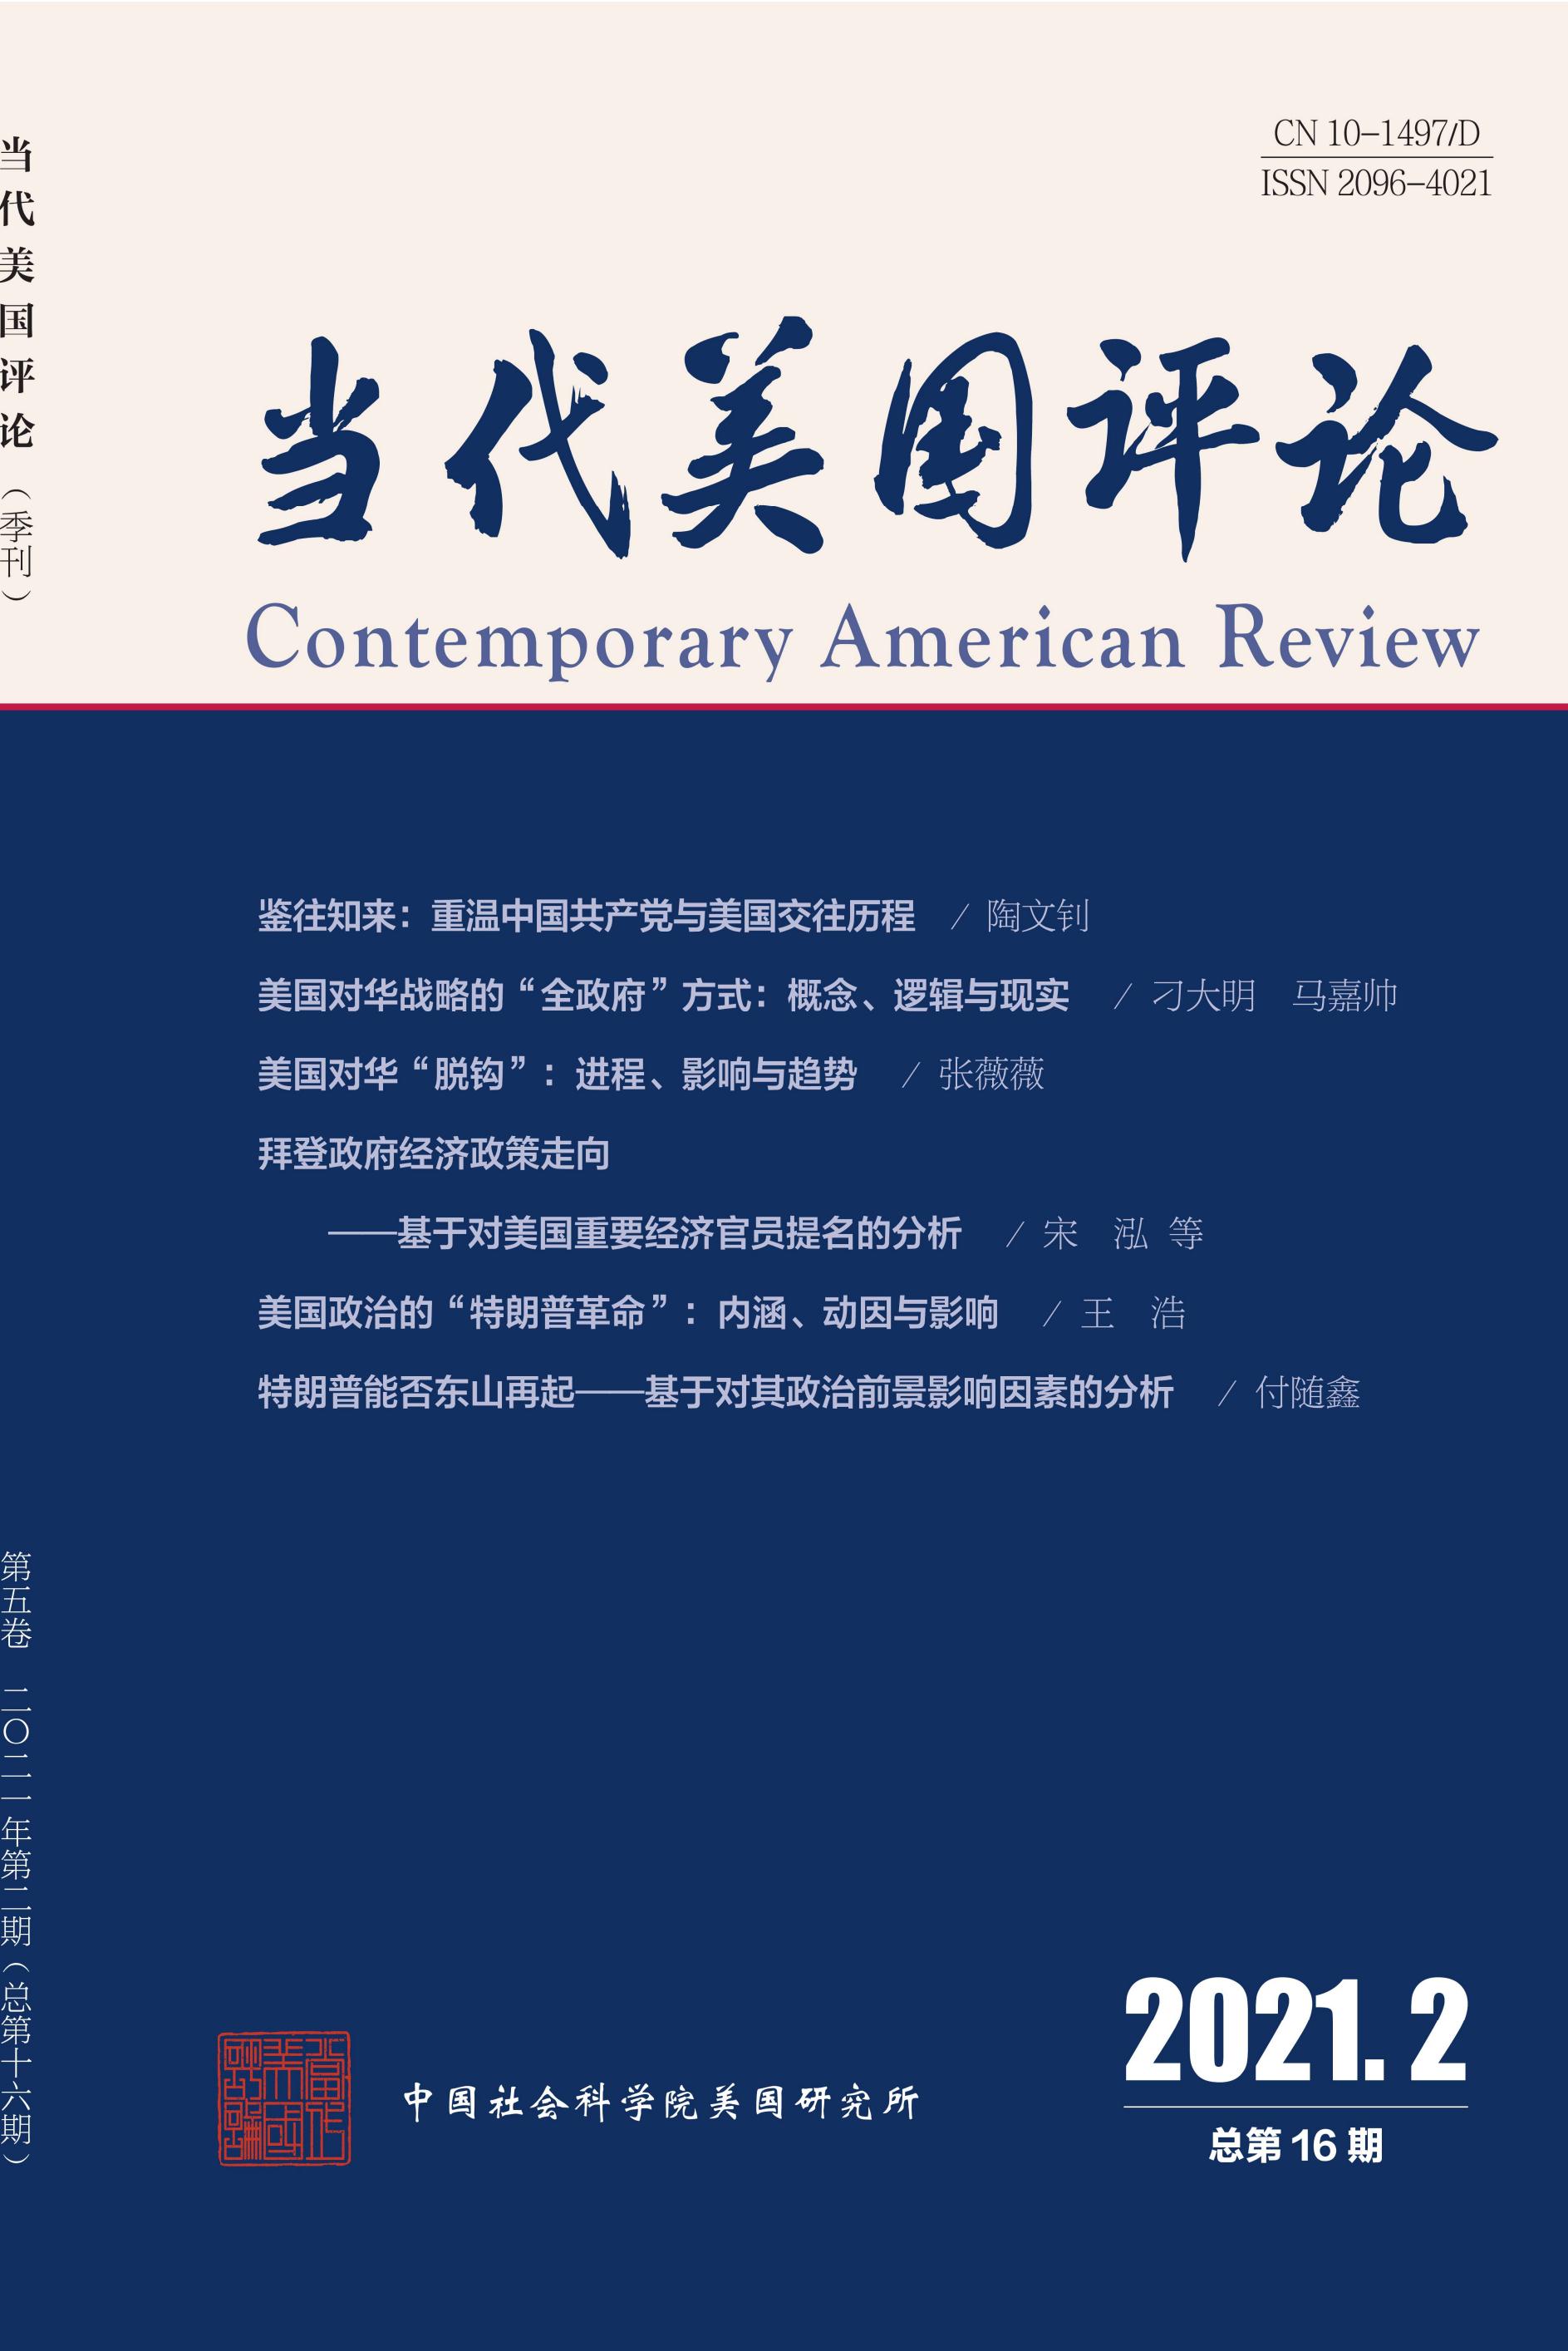 当代美国评论（季刊）
CN 10-1497/D
ISSN 2096-4021
当代美国评论
Contemporary American Review
鉴往知来：重温中国共产党与美国交往历程 / 陶文钊
美国对华战略的“全政府”方式：概念、逻辑与现实 / 刁大明 马嘉帅
美国对华“脱钩”：进程、影响与趋势 / 张薇薇
拜登政府经济政策走向
——基于对美国重要经济官员提名的分析 / 宋 泓 等
美国政治的“特朗普革命”：内涵、动因与影响 / 王 浩
特朗普能否东山再起——基于对其政治前景影响因素的分析 / 付随鑫
第五卷 二〇二一年第二期（总第十六期）
當代美國評論
中国社会科学院美国研究所
2021.2
总第16期